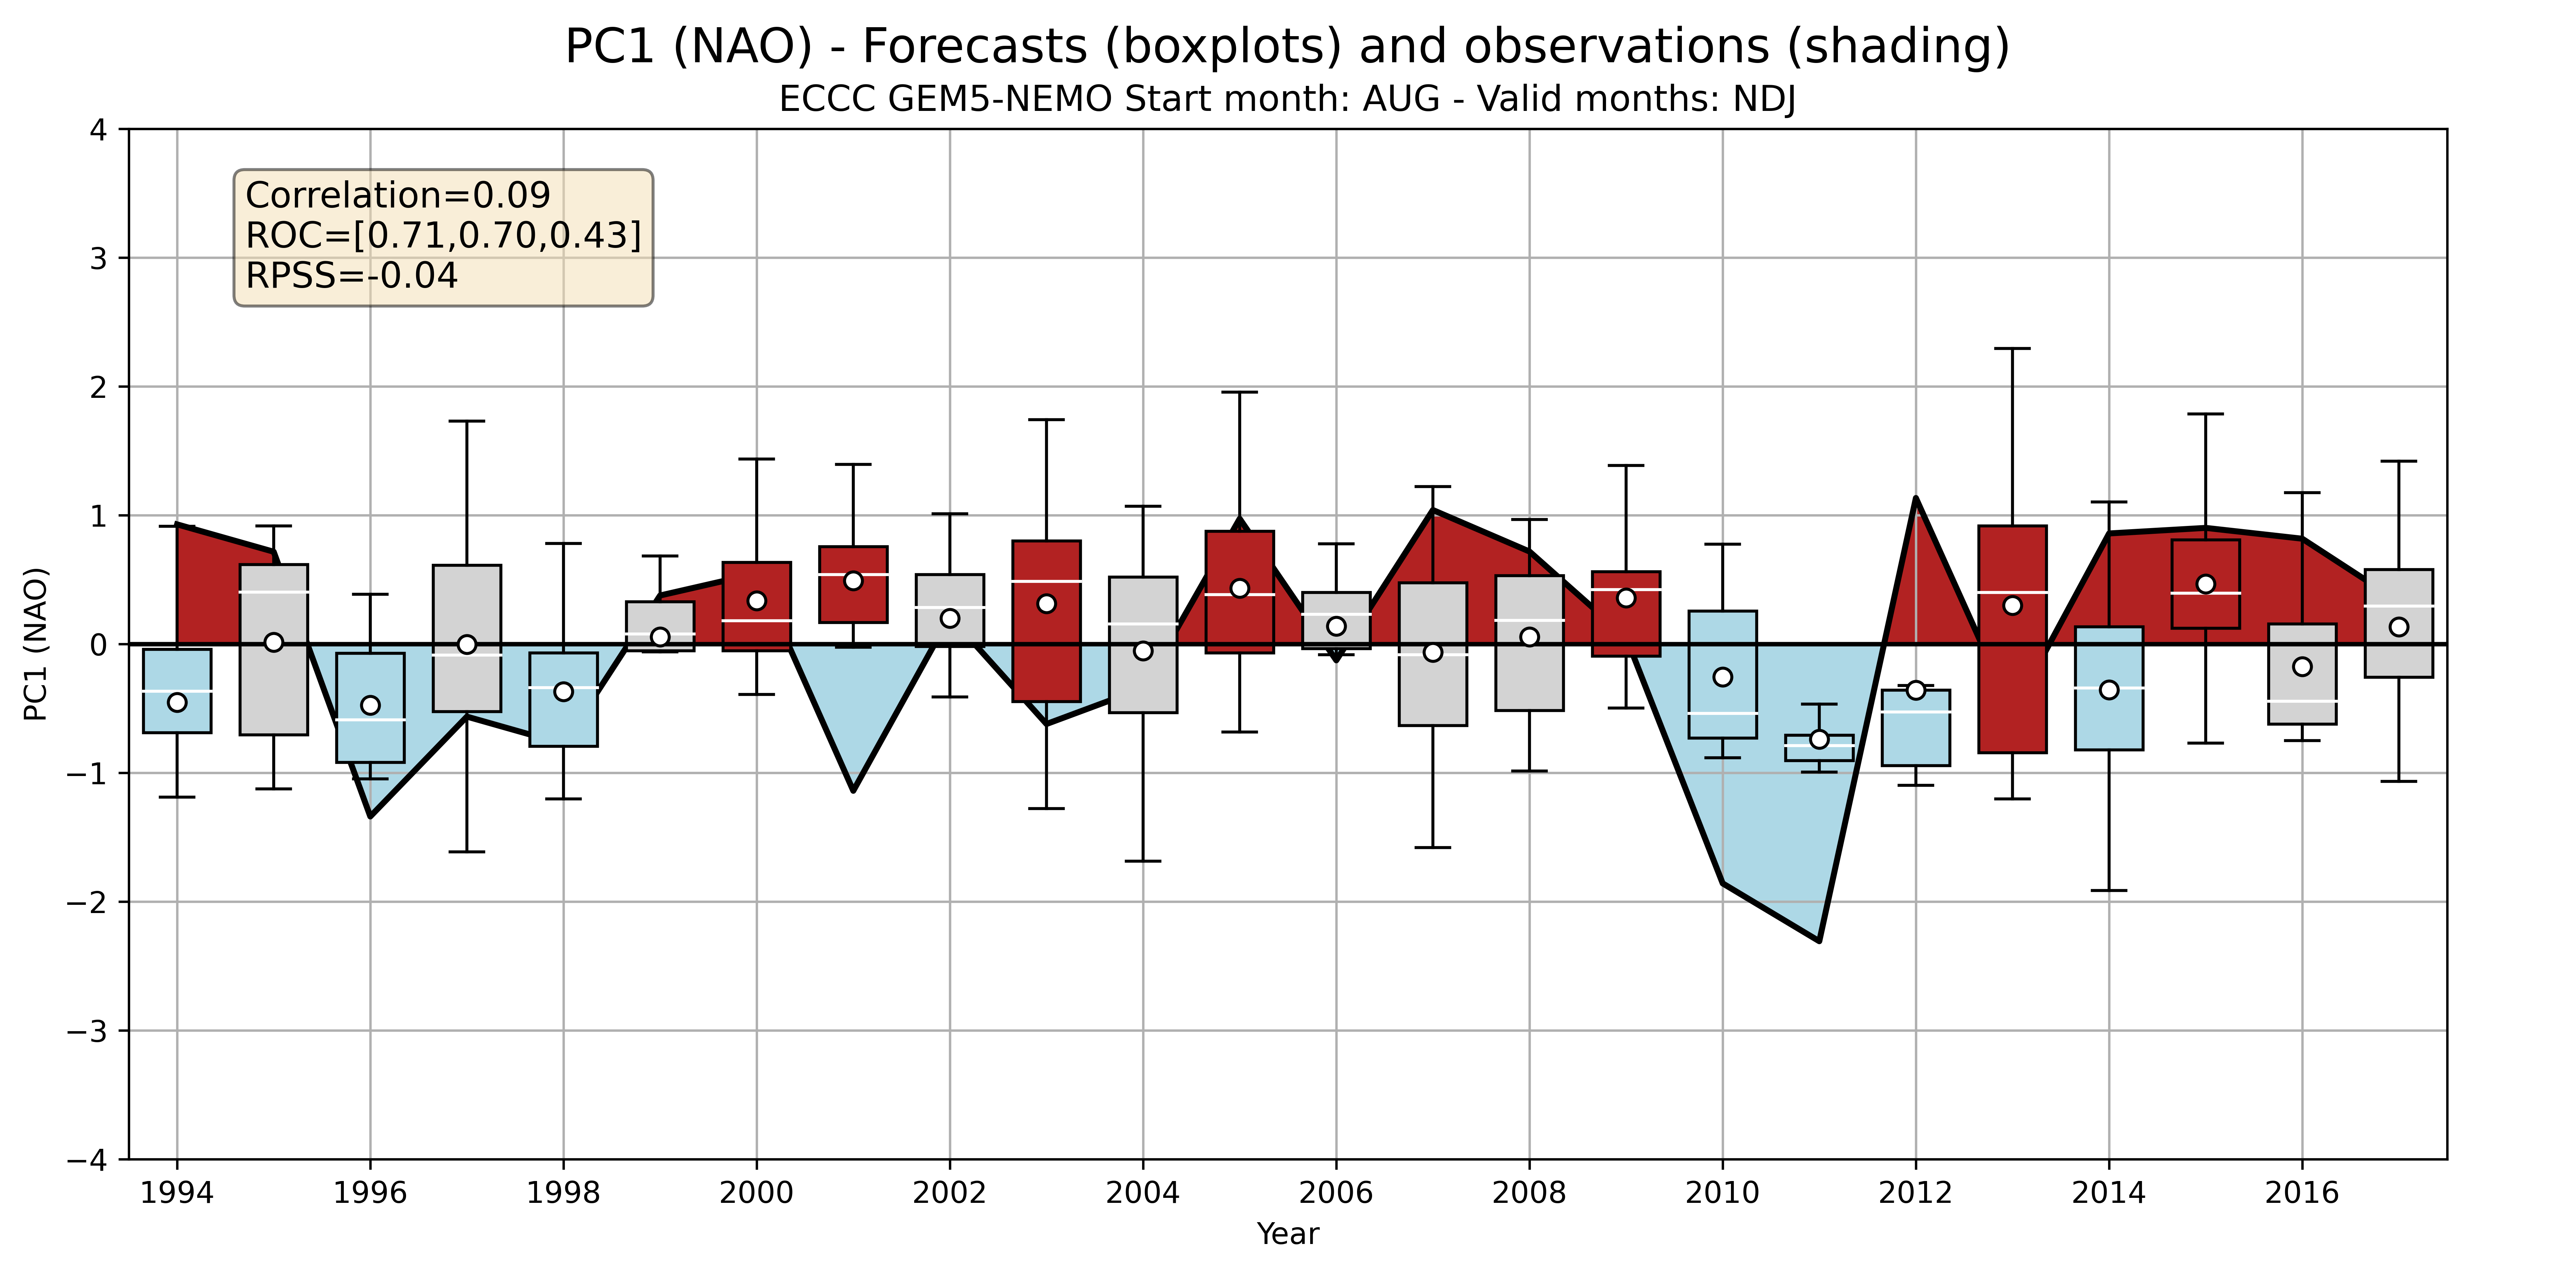 PC1 (NAO) - Forecasts (boxplots) and observations (shading)
ECCC GEM5-NEMO Start month: AUG - Valid months: NDJ
Correlation=0.09
ROC=[0.71,0.70,0.43]
RPSS=-0.04
PC1 (NAO)
4
3
2
1
0
−1
−2
−3
−4
1994 1996 1998 2000 2002 2004 2006 2008 2010 2012 2014 2016
Year